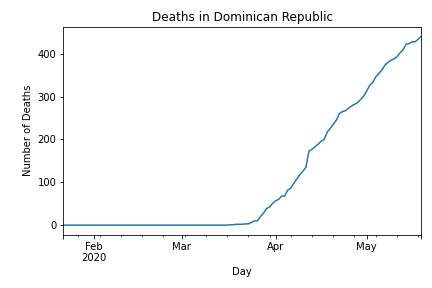 Deaths in Dominican Republic
Number of Deaths
400
300
200
100
0
Feb
2020
Mar
Apr
May
Day